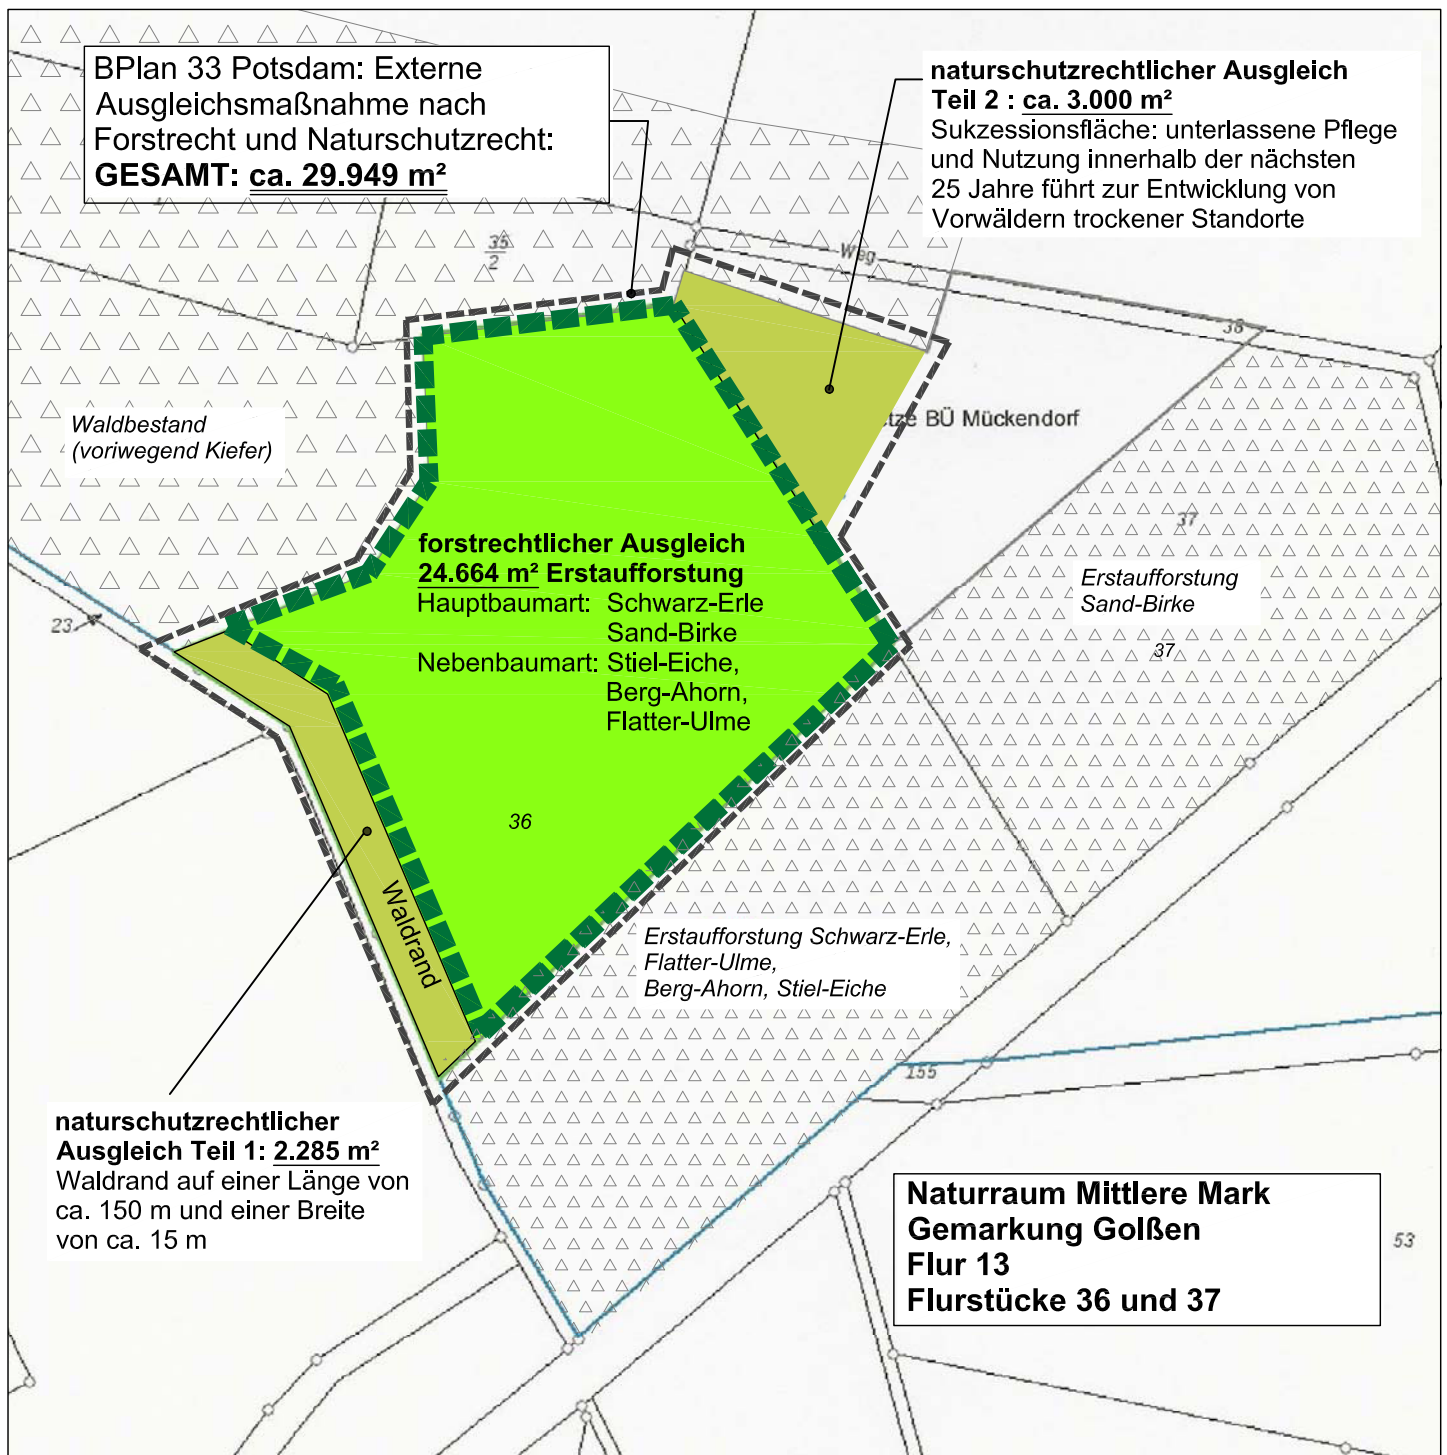 BPlan 33 Potsdam: Externe
Ausgleichsmaßnahme nach
Forstrecht und Naturschutzrecht:
GESAMT: ca. 29.949 m²
naturschutzrechtlicher Ausgleich
Teil 2 : ca. 3.000 m²
Sukzessionsfläche: unterlassene Pflege
und Nutzung innerhalb der nächsten
25 Jahre führt zur Entwicklung von
Vorwäldern trockener Standorte
35
2
Weg
38
Waldbestand
(voriwegend Kiefer)
tze BÜ Mückendorf
37
forstrechtlicher Ausgleich
24.664 m² Erstaufforstung
Hauptbaumart: Schwarz-Erle
Sand-Birke
Nebenbaumart: Stiel-Eiche,
Berg-Ahorn,
Flatter-Ulme
Erstaufforstung
Sand-Birke
23
37
36
Waldrand
Erstaufforstung Schwarz-Erle,
Flatter-Ulme,
Berg-Ahorn, Stiel-Eiche
155
naturschutzrechtlicher
Ausgleich Teil 1: 2.285 m²
Waldrand auf einer Länge von
ca. 150 m und einer Breite
von ca. 15 m
Naturraum Mittlere Mark
Gemarkung Golßen
Flur 13
Flurstücke 36 und 37
53